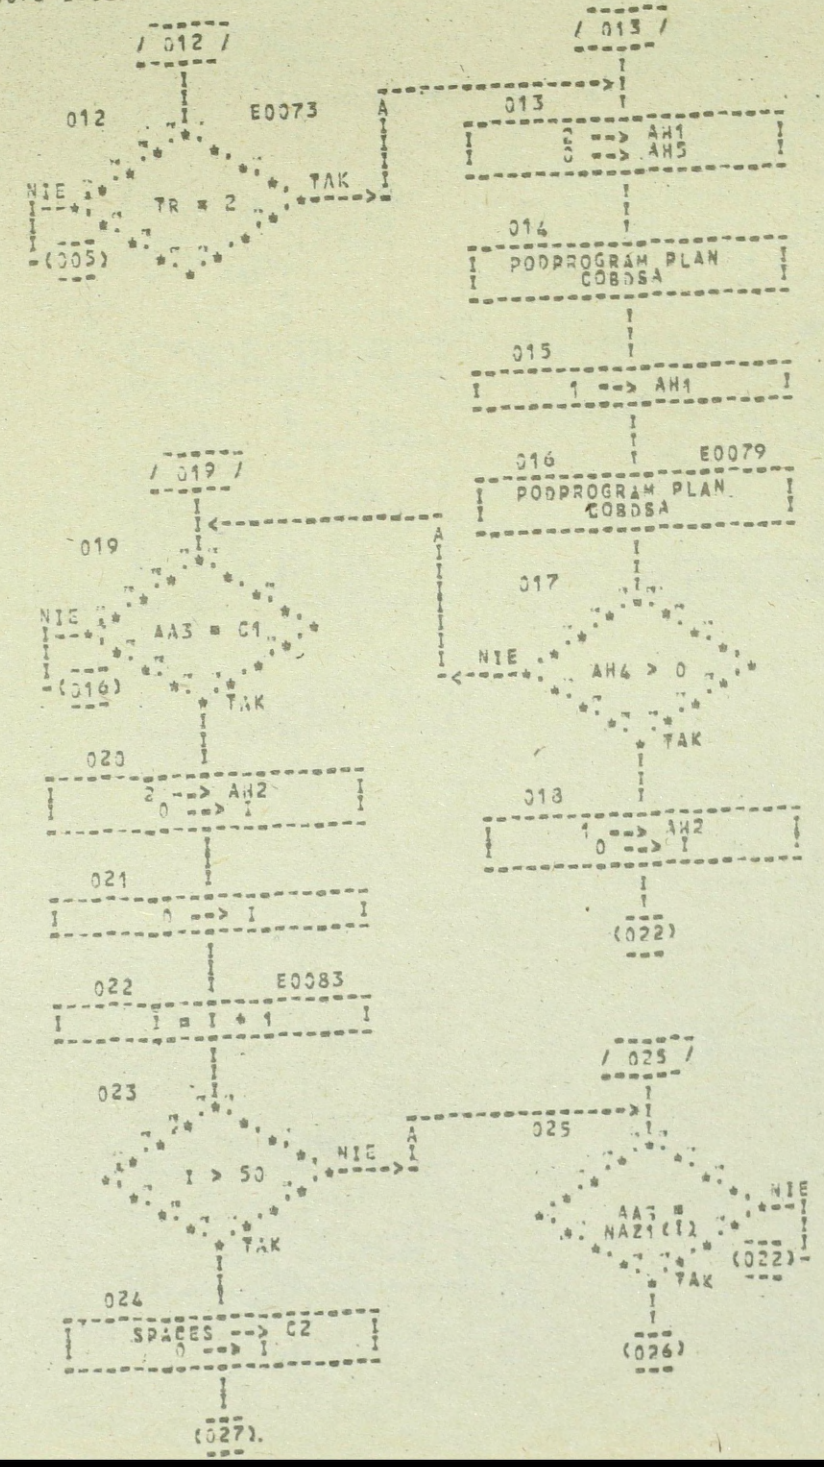 / 012 /
012
E0073
TR = 2
NIE
TAK
(005)
/ 013 /
013
2 --> AH1
0 --> AH5
014
PODPROGRAM PLAN
COBDSA
015
1 --> AH1
016
E0079
PODPROGRAM PLAN
COBDSA
017
AH4 > 0
NIE
TAK
018
1 --> AH2
0 --> I
(022)
/ 019 /
019
AA3 = C1
NIE
TAK
(016)
020
2 --> AH2
0 --> I
021
0 --> I
022
E0083
I = I + 1
023
I > 50
NIE
TAK
024
SPACES --> C2
0 --> I
(027).
/ 025 /
025
=
NAZ1(I)
NIE
TAK
(022)
(026)